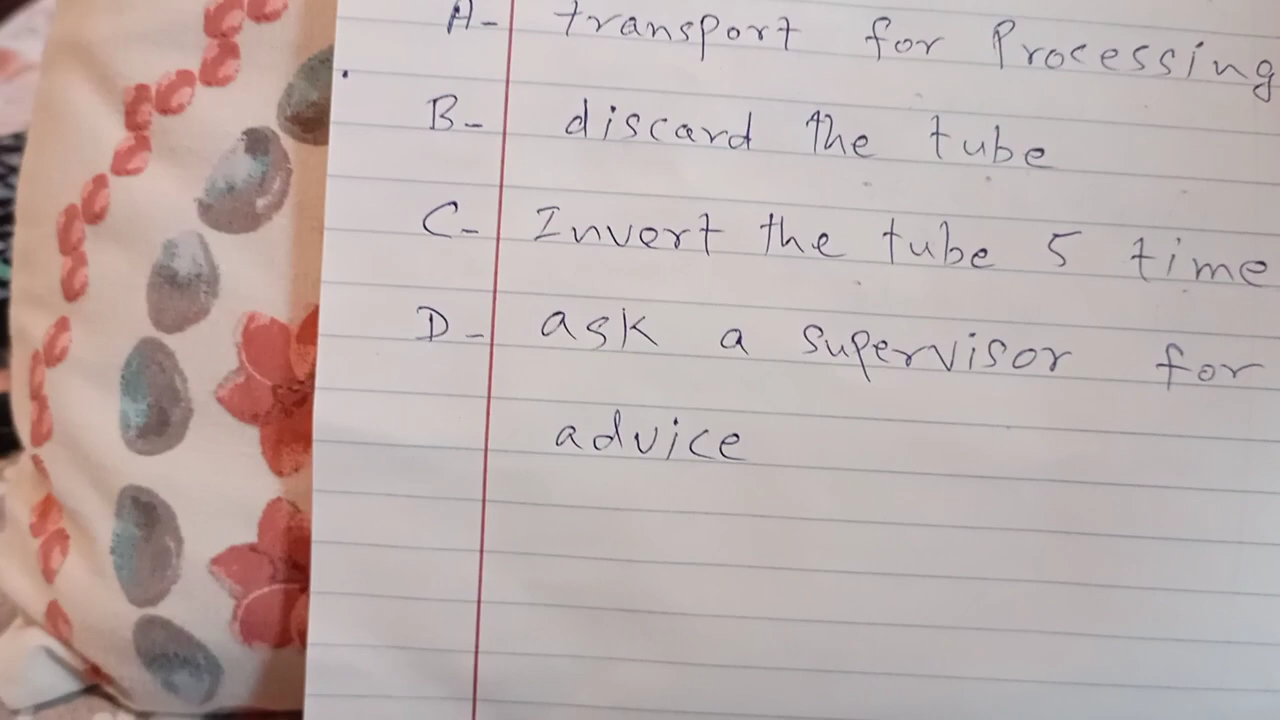 A- transport for Processing
B- discard the tube
C- Invert the tube 5 time
D- ask a supervisor for
advice